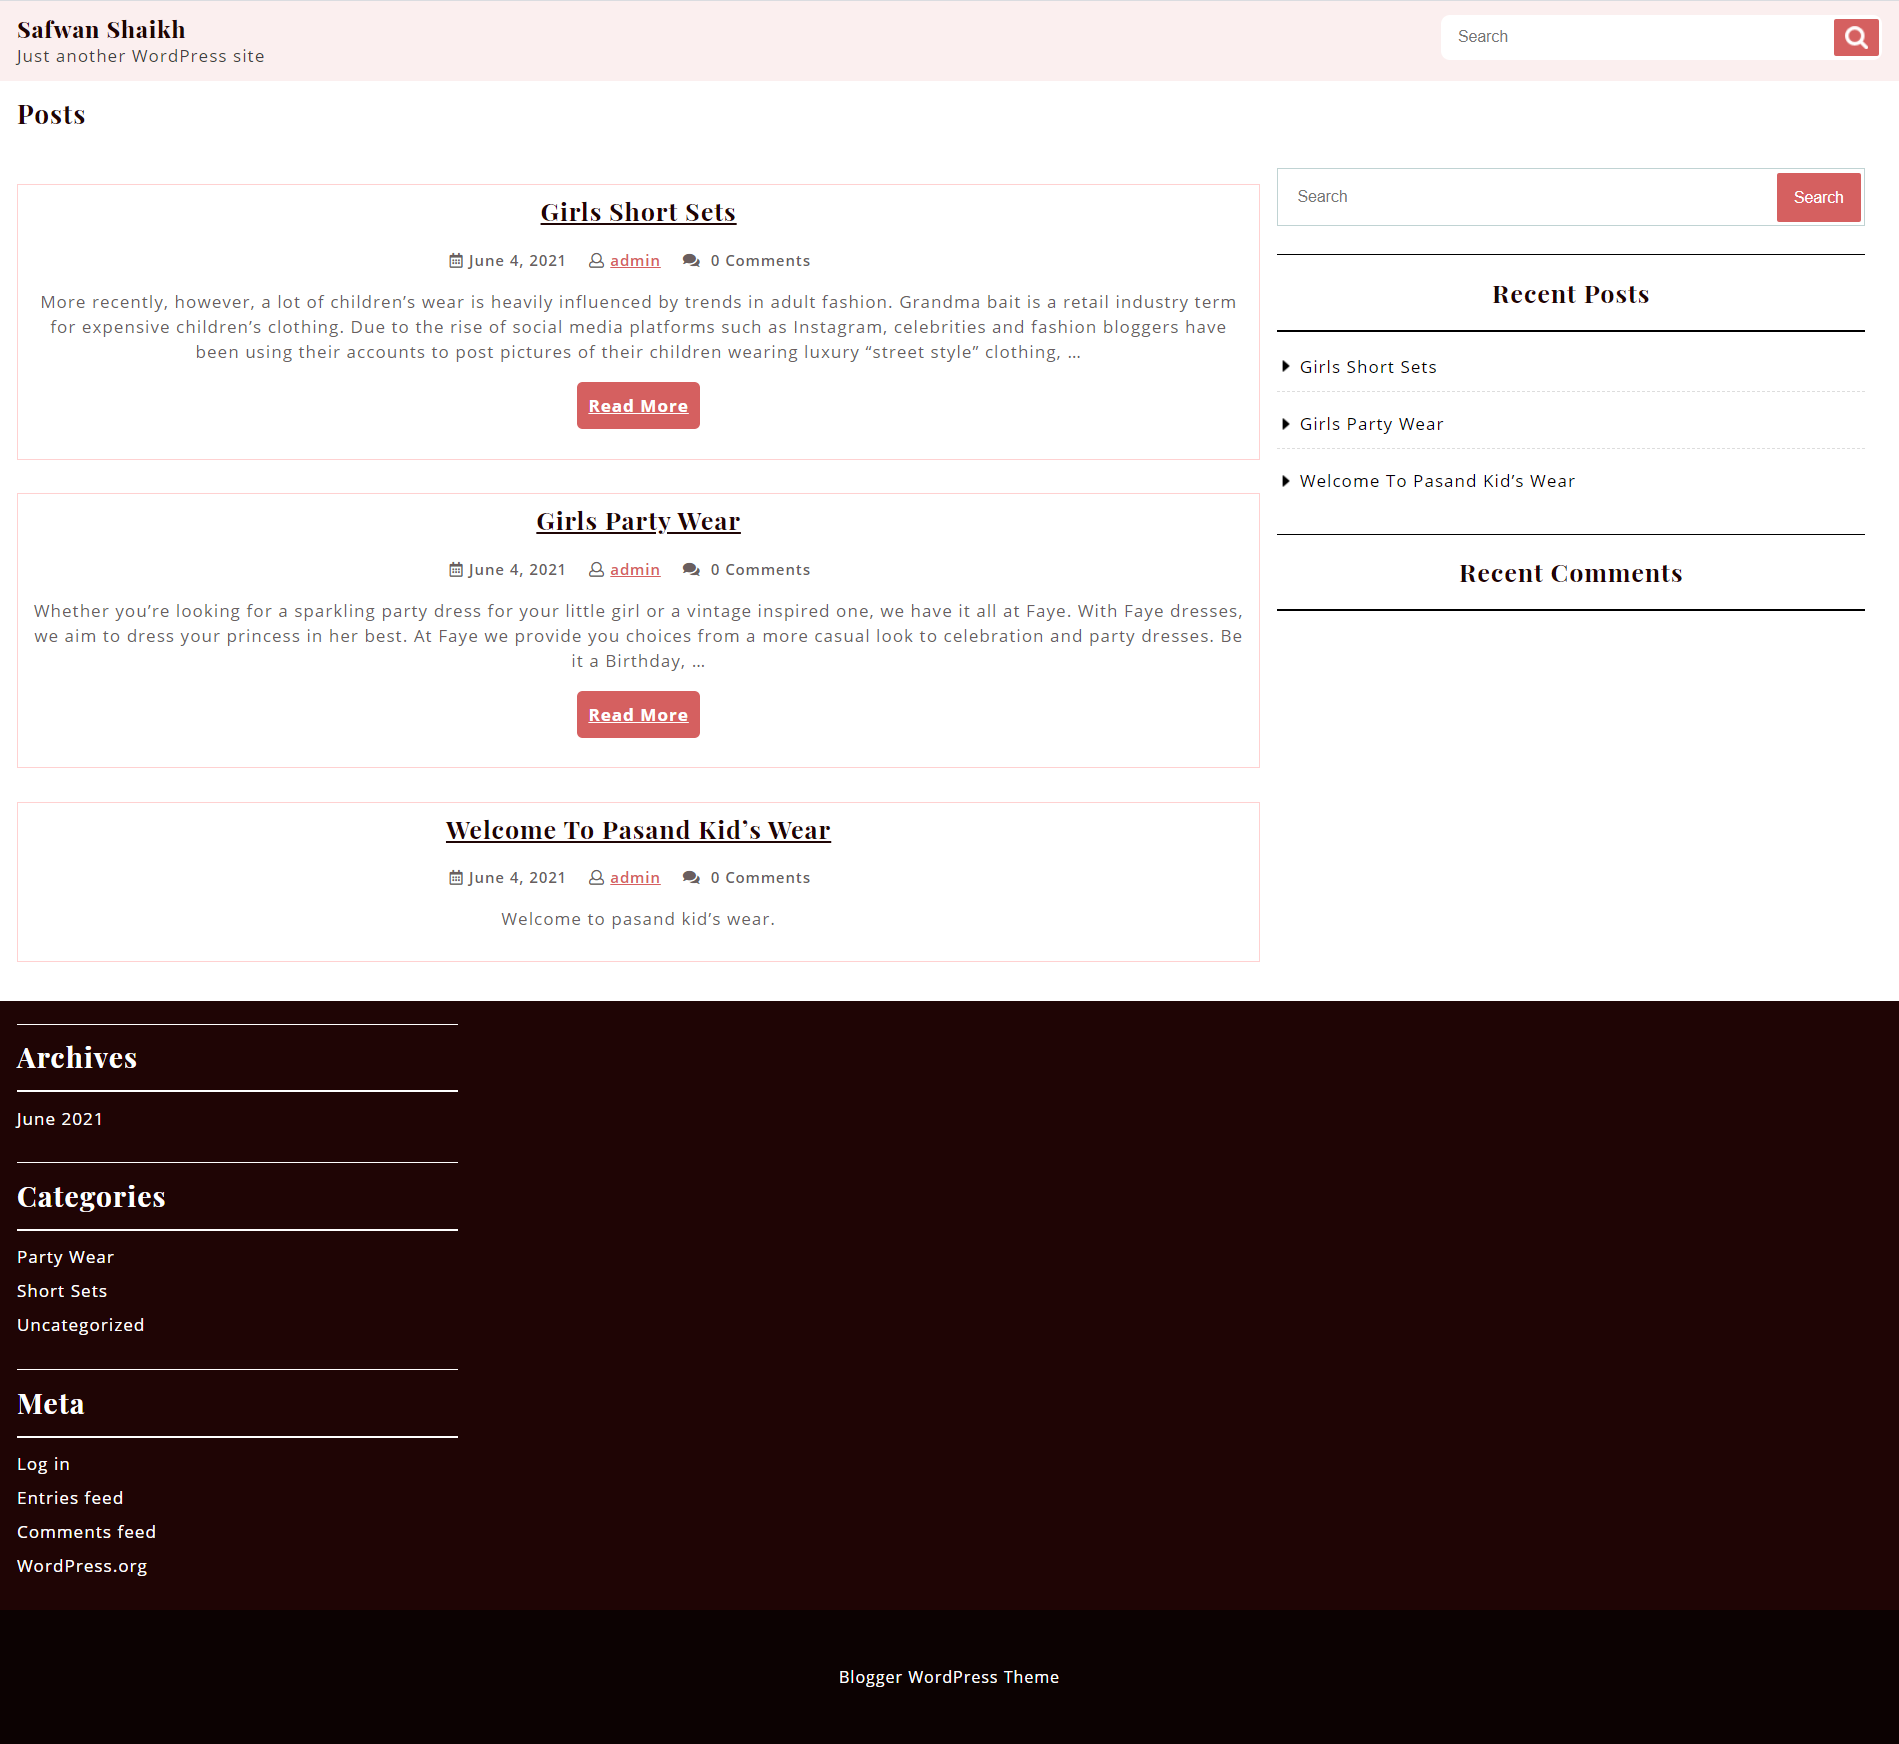 Safwan Shaikh
Just another WordPress site
Search
Posts
Girls Short Sets
June 4, 2021 admin 0 Comments
More recently, however, a lot of children’s wear is heavily influenced by trends in adult fashion. Grandma bait is a retail industry term
for expensive children’s clothing. Due to the rise of social media platforms such as Instagram, celebrities and fashion bloggers have
been using their accounts to post pictures of their children wearing luxury “street style” clothing, …
Read More
Girls Party Wear
June 4, 2021 admin 0 Comments
Whether you’re looking for a sparkling party dress for your little girl or a vintage inspired one, we have it all at Faye. With Faye dresses,
we aim to dress your princess in her best. At Faye we provide you choices from a more casual look to celebration and party dresses. Be
it a Birthday, …
Read More
Welcome To Pasand Kid’s Wear
June 4, 2021 admin 0 Comments
Welcome to pasand kid’s wear.
Search Search
Recent Posts
Girls Short Sets
Girls Party Wear
Welcome To Pasand Kid’s Wear
Recent Comments
Archives
June 2021
Categories
Party Wear
Short Sets
Uncategorized
Meta
Log in
Entries feed
Comments feed
WordPress.org
Blogger WordPress Theme